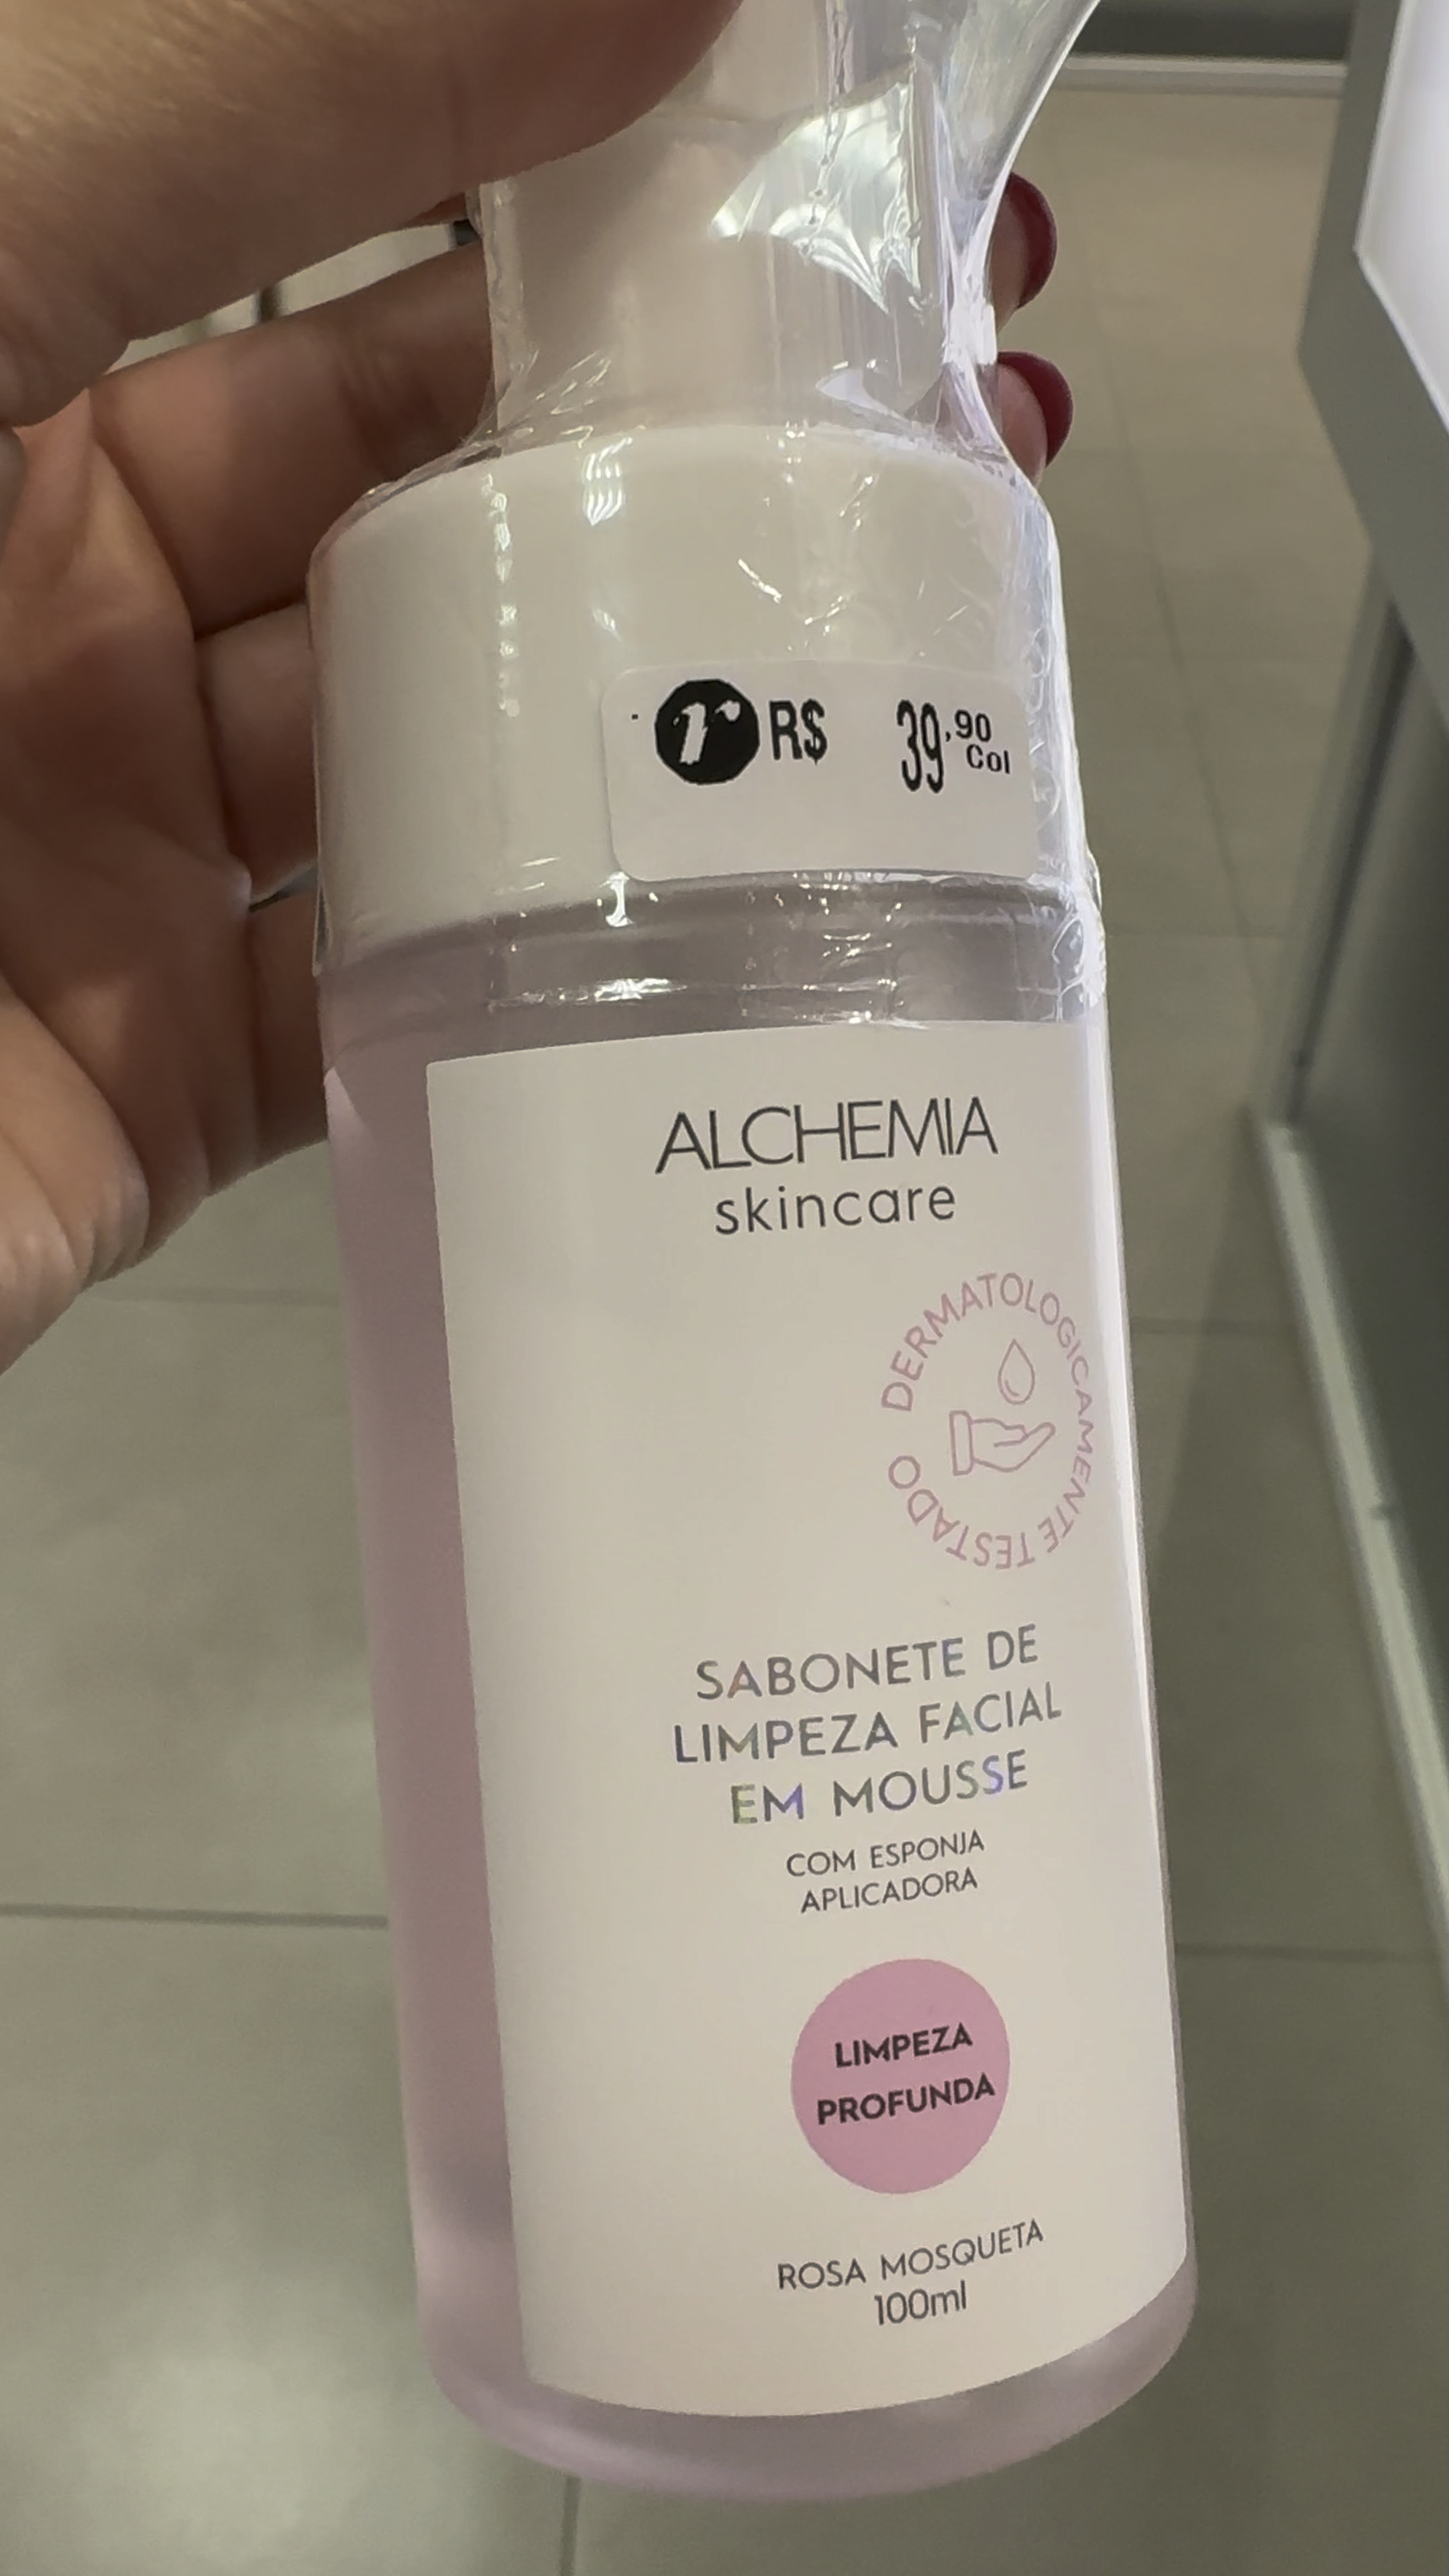 r R$ 39,90
Col
ALCHEMIA
skincare
DERMATOLOGICAMENTE TESTADO
SABONETE DE
LIMPEZA FACIAL
EM MOUSSE
COM ESPONJA
APLICADORA
LIMPEZA
PROFUNDA
ROSA MOSQUETA
100ml